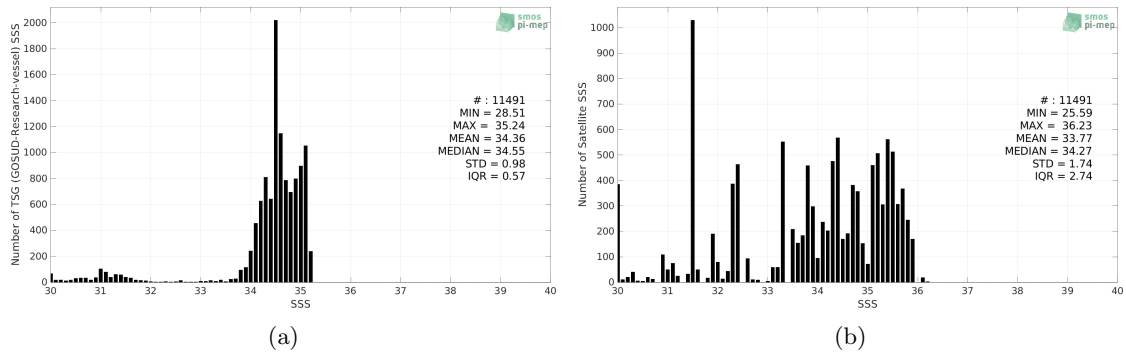 Number of TSG (GOSUD-Research-vessel) SSS
2000
1800
1600
1400
1200
1000
800
600
400
200
0
30 31 32 33 34 35 36 37 38 39 40
SSS
smos
pi-mep
# : 11491
MIN = 28.51
MAX = 35.24
MEAN = 34.36
MEDIAN = 34.55
STD = 0.98
IQR = 0.57
(a)
Number of Satellite SSS
1000
900
800
700
600
500
400
300
200
100
0
30 31 32 33 34 35 36 37 38 39 40
SSS
smos
pi-mep
# : 11491
MIN = 25.59
MAX = 36.23
MEAN = 33.77
MEDIAN = 34.27
STD = 1.74
IQR = 2.74
(b)